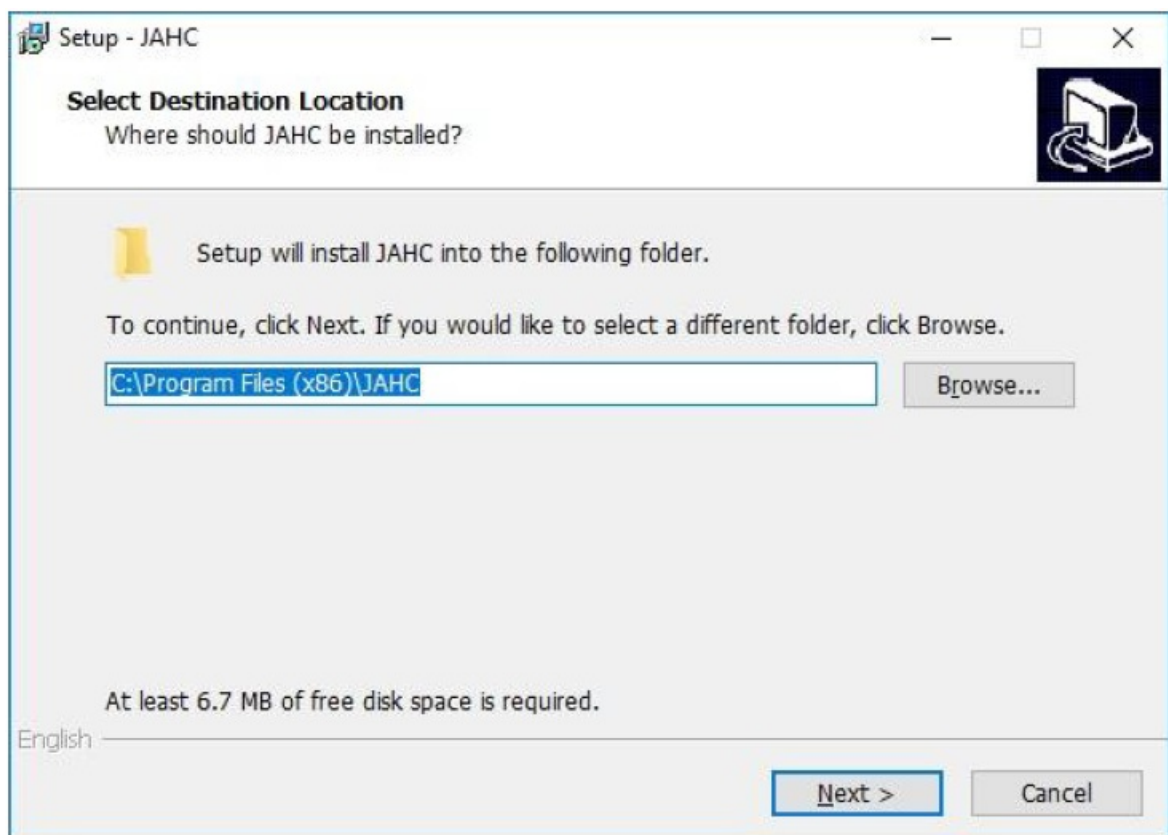 Setup - JAHC
Select Destination Location
Where should JAHC be installed?
Setup will install JAHC into the following folder.
To continue, click Next. If you would like to select a different folder, click Browse.
C:\Program Files (x86)\JAHC
Browse...
At least 6.7 MB of free disk space is required.
English
Next >
Cancel